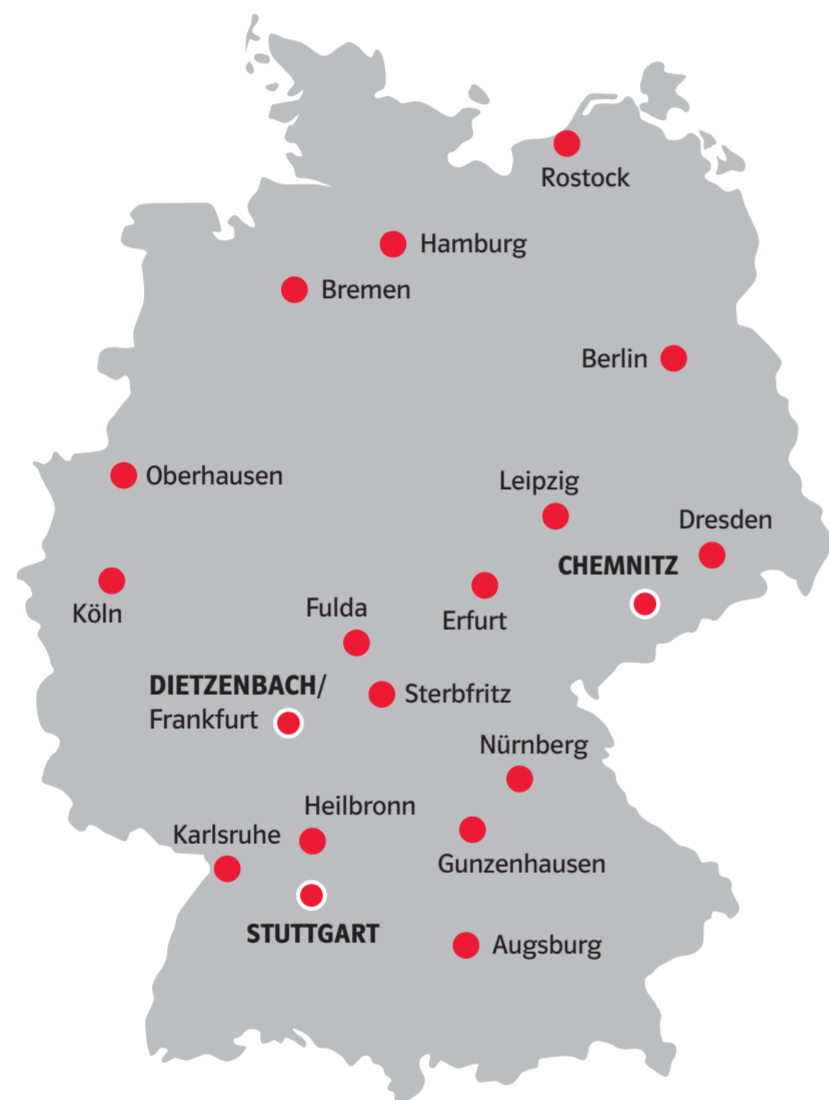 Rostock
Hamburg
Bremen
Berlin
Oberhausen
Leipzig
Dresden
CHEMNITZ
Köln
Fulda
Erfurt
DIETZENBACH/
Frankfurt
Sterbfritz
Nürnberg
Heilbronn
Karlsruhe
Gunzenhausen
STUTTGART
Augsburg